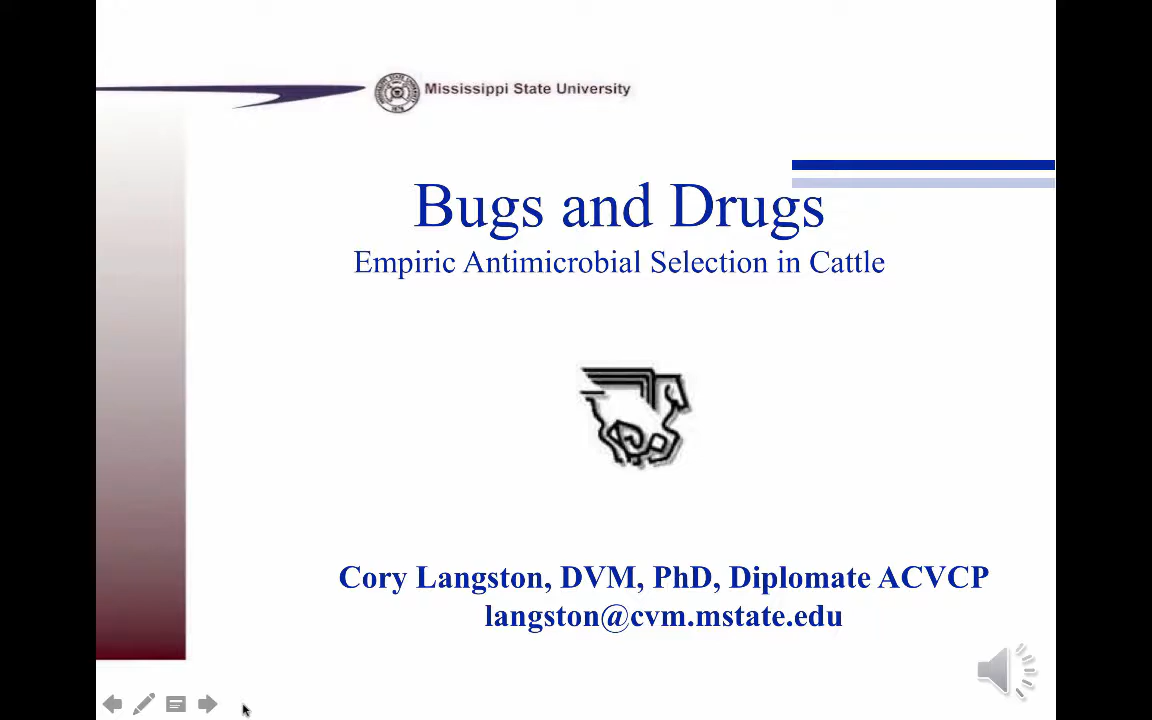 Mississippi State University
Bugs and Drugs
Empiric Antimicrobial Selection in Cattle
Cory Langston, DVM, PhD, Diplomate ACVCP
langston@cvm.mstate.edu